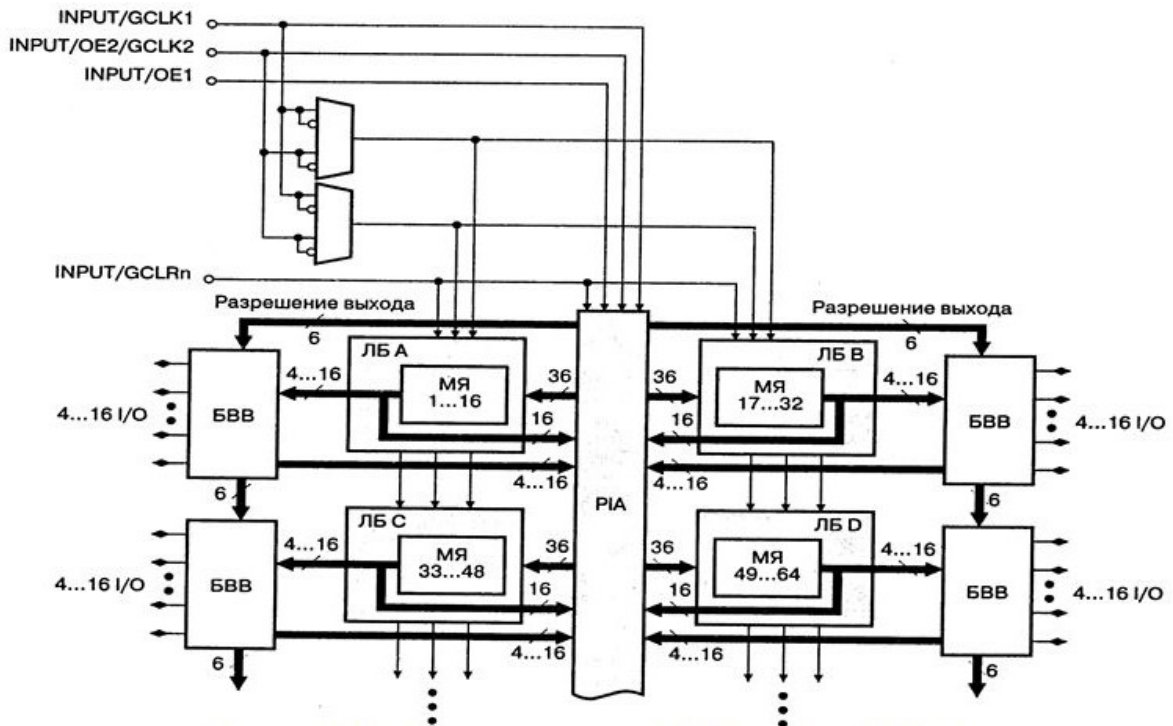 INPUT/GCLK1
INPUT/OE2/GCLK2
INPUT/OE1
INPUT/GCLRn
Разрешение выхода
6
Разрешение выхода
6
БВВ
4...16 I/O
4...16
ЛБ А
МЯ
1...16
36
16
4...16
PIA
36
16
4...16
ЛБ В
МЯ
17...32
4...16
БВВ
4...16 I/O
6
6
БВВ
4...16 I/O
4...16
ЛБ С
МЯ
33...48
36
16
4...16
36
16
4...16
ЛБ D
МЯ
49...64
4...16
БВВ
4...16 I/O
6
6